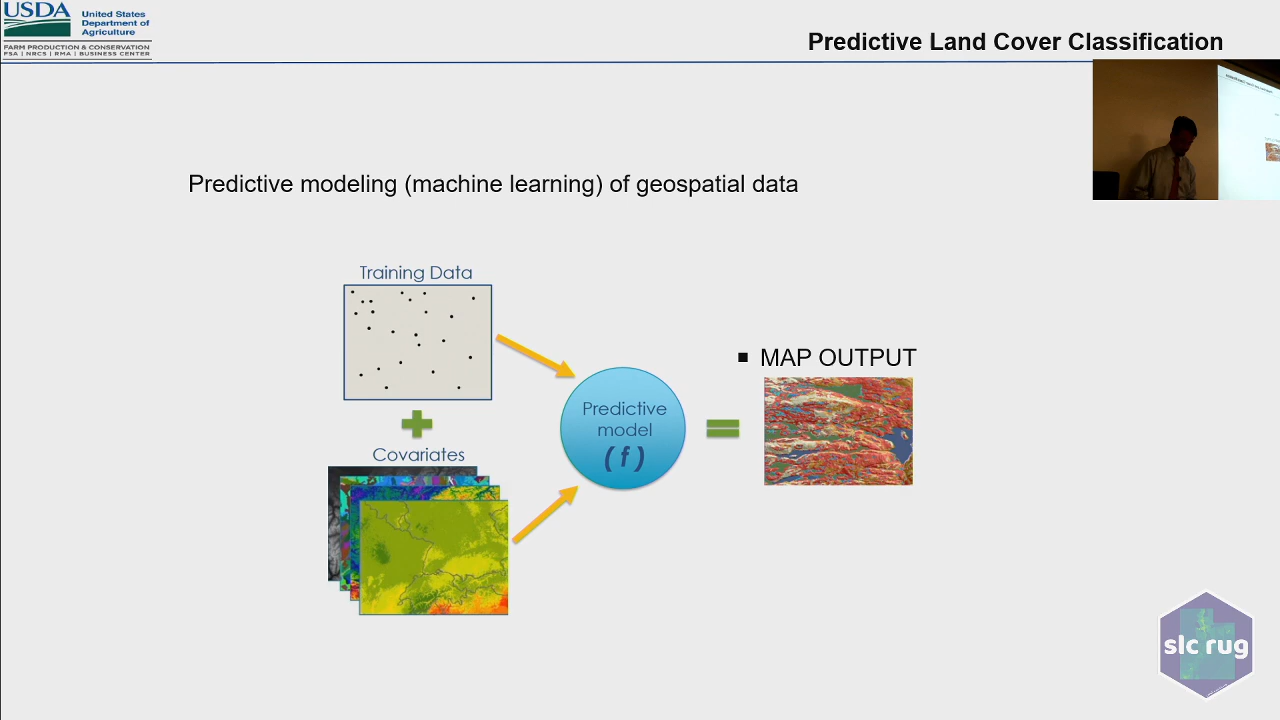 USDA
United States
Department of
Agriculture
FARM PRODUCTION & CONSERVATION
FSA | NRCS | RMA | BUSINESS CENTER
Predictive Land Cover Classification
Predictive modeling (machine learning) of geospatial data
Training Data
Covariates
Predictive
model
( f )
■ MAP OUTPUT
slc rug